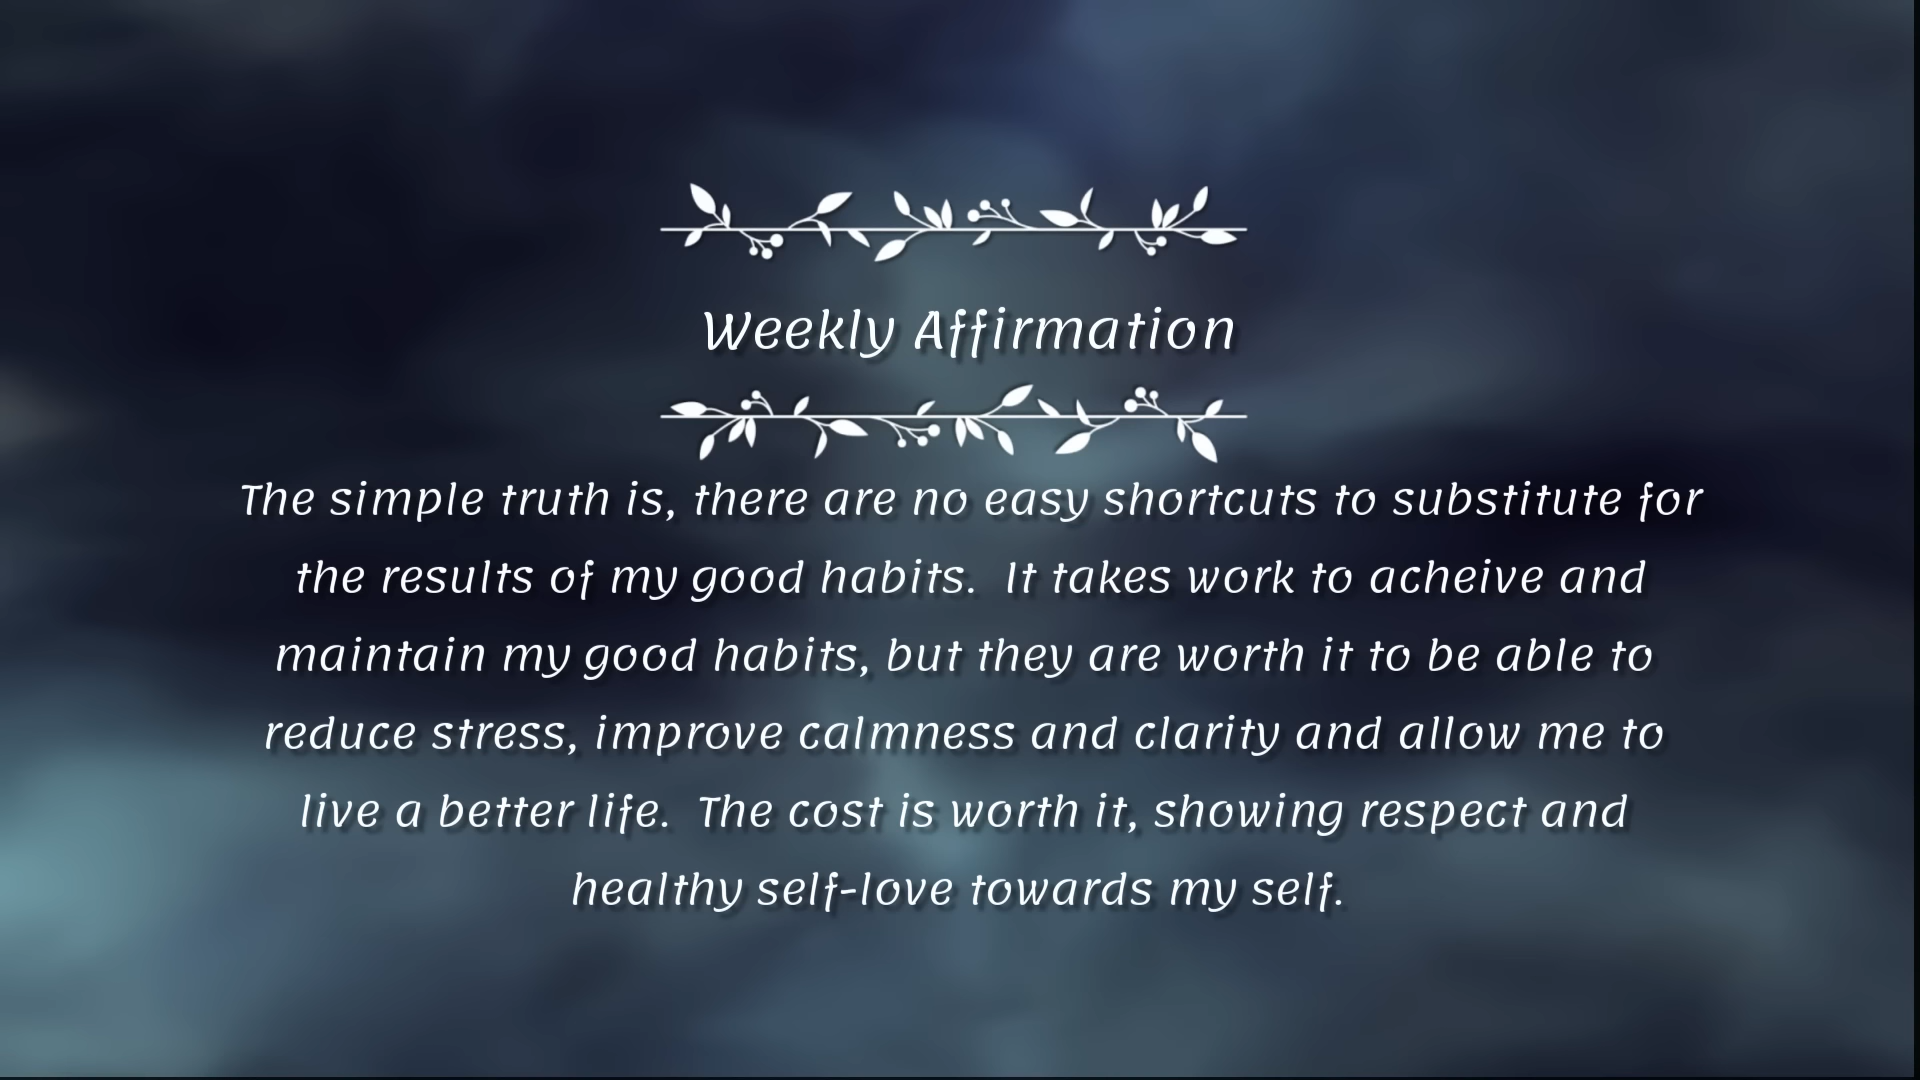 Weekly Affirmation
The simple truth is, there are no easy shortcuts to substitute for
the results of my good habits.  It takes work to acheive and
maintain my good habits, but they are worth it to be able to
reduce stress, improve calmness and clarity and allow me to
live a better life.  The cost is worth it, showing respect and
healthy self-love towards my self.